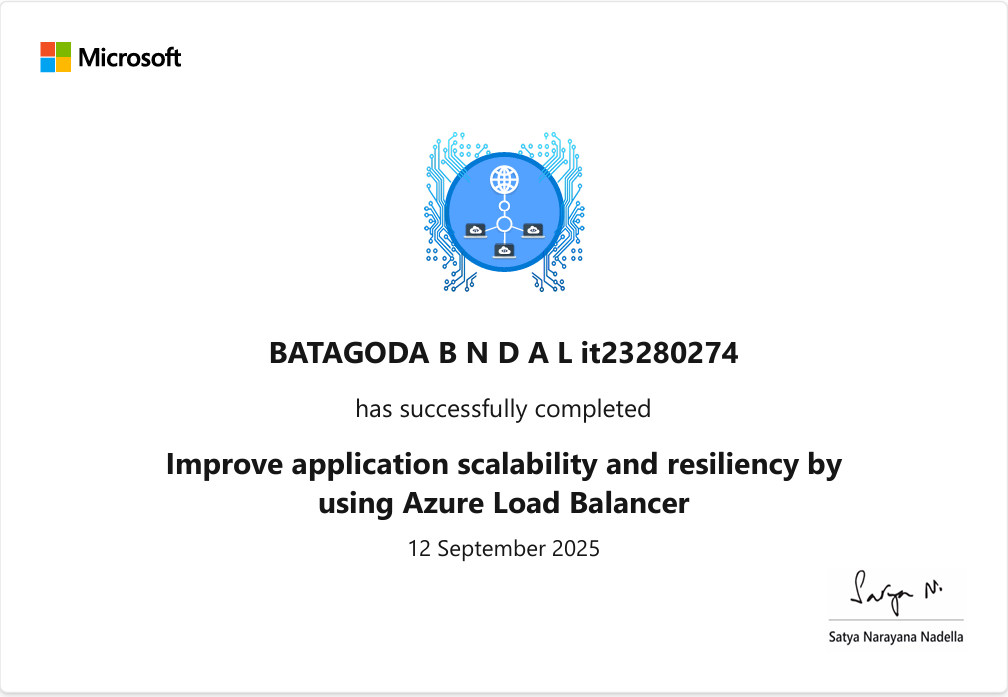 Microsoft
BATAGODA B N D A L it23280274
has successfully completed
Improve application scalability and resiliency by
using Azure Load Balancer
12 September 2025
Satya N.
Satya Narayana Nadella